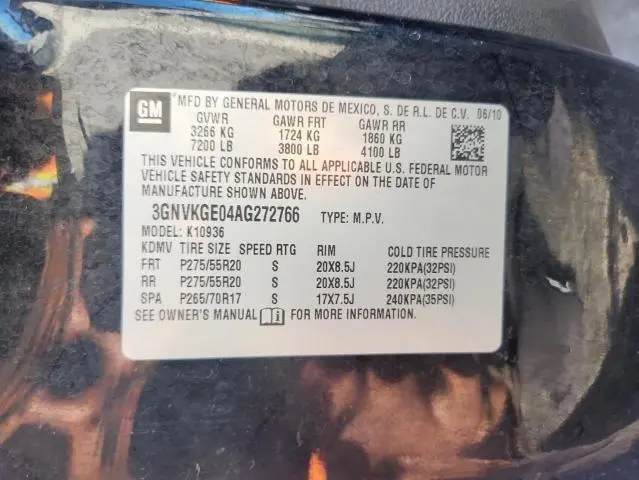 GM MFD BY GENERAL MOTORS DE MEXICO, S. DE R.L. DE C.V. 06/10
GVWR GAWR FRT GAWR RR
3266 KG 1724 KG 1860 KG
7200 LB 3800 LB 4100 LB
THIS VEHICLE CONFORMS TO ALL APPLICABLE U.S. FEDERAL MOTOR
VEHICLE SAFETY STANDARDS IN EFFECT ON THE DATE OF
MANUFACTURE SHOWN ABOVE.
3GNVKGE04AG272766 TYPE: M.P.V.
MODEL: K10936
KDMV TIRE SIZE SPEED RTG RIM COLD TIRE PRESSURE
FRT P275/55R20 S 20X8.5J 220KPA(32PSI)
RR P275/55R20 S 20X8.5J 220KPA(32PSI)
SPA P265/70R17 S 17X7.5J 240KPA(35PSI)
SEE OWNER'S MANUAL FOR MORE INFORMATION.